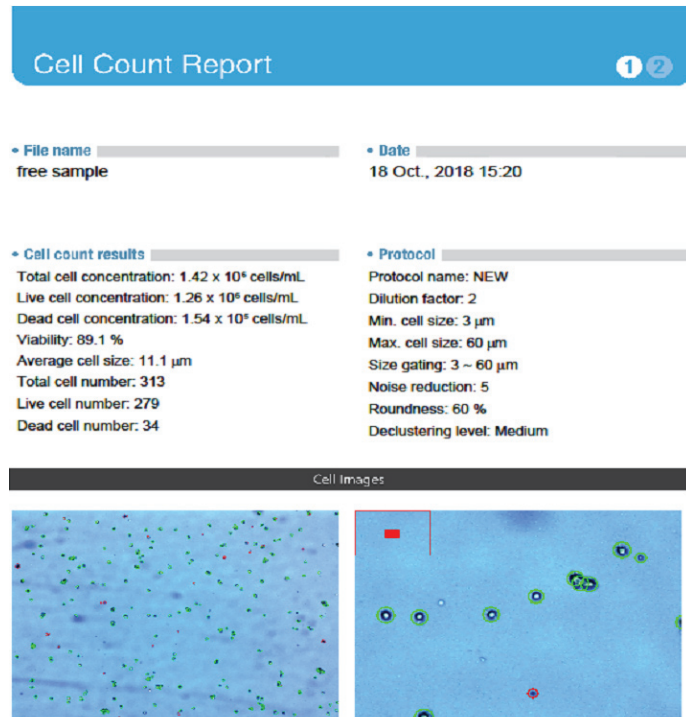 Cell Count Report
1 2
• File name
free sample
• Date
18 Oct., 2018 15:20
• Cell count results
Total cell concentration: 1.42 x 10⁶ cells/mL
Live cell concentration: 1.26 x 10⁶ cells/mL
Dead cell concentration: 1.54 x 10⁵ cells/mL
Viability: 89.1 %
Average cell size: 11.1 μm
Total cell number: 313
Live cell number: 279
Dead cell number: 34
• Protocol
Protocol name: NEW
Dilution factor: 2
Min. cell size: 3 μm
Max. cell size: 60 μm
Size gating: 3 ~ 60 μm
Noise reduction: 5
Roundness: 60 %
Declustering level: Medium
Cell Images